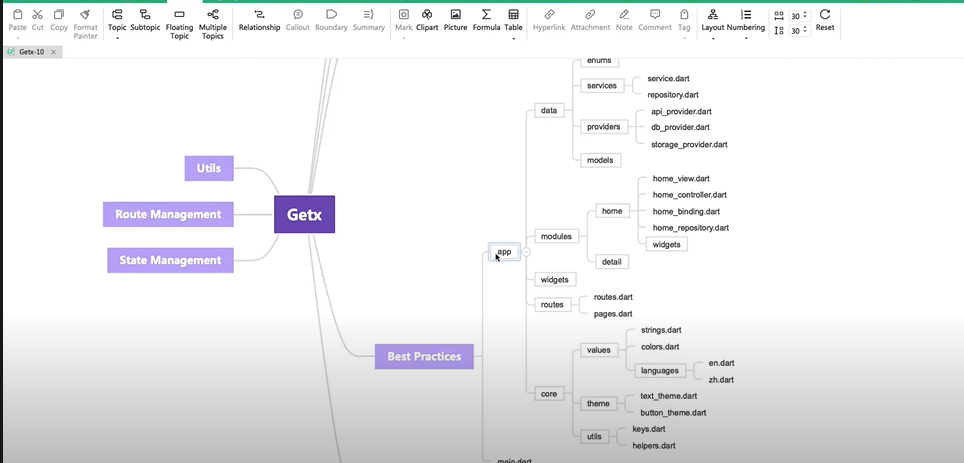 Paste Cut Copy Format Painter Topic Subtopic Floating Topic Multiple Topics Relationship Callout Boundary Summary Mark Clipart Picture Formula Table Hyperlink Attachment Note Comment Tag Layout Numbering 30 30 Reset
Getx-10
enums
services
service.dart
repository.dart
data
api_provider.dart
providers
db_provider.dart
storage_provider.dart
models
Utils
Route Management
State Management
Getx
home_view.dart
home_controller.dart
home
home_binding.dart
home_repository.dart
modules
widgets
app
detail
widgets
routes
routes.dart
pages.dart
strings.dart
values
colors.dart
Best Practices
en.dart
languages
zh.dart
core
text_theme.dart
theme
button_theme.dart
keys.dart
utils
helpers.dart
main.dart